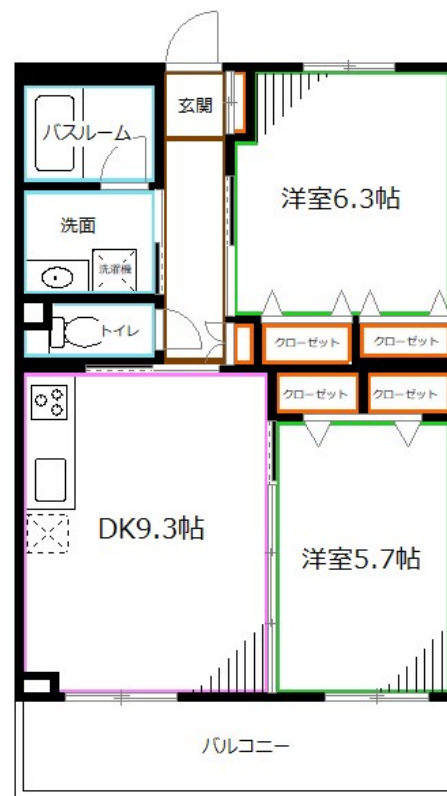 玄関
バスルーム
洋室6.3帖
洗面
洗濯機
トイレ
クローゼット
クローゼット
クローゼット
クローゼット
DK9.3帖
洋室5.7帖
バルコニー